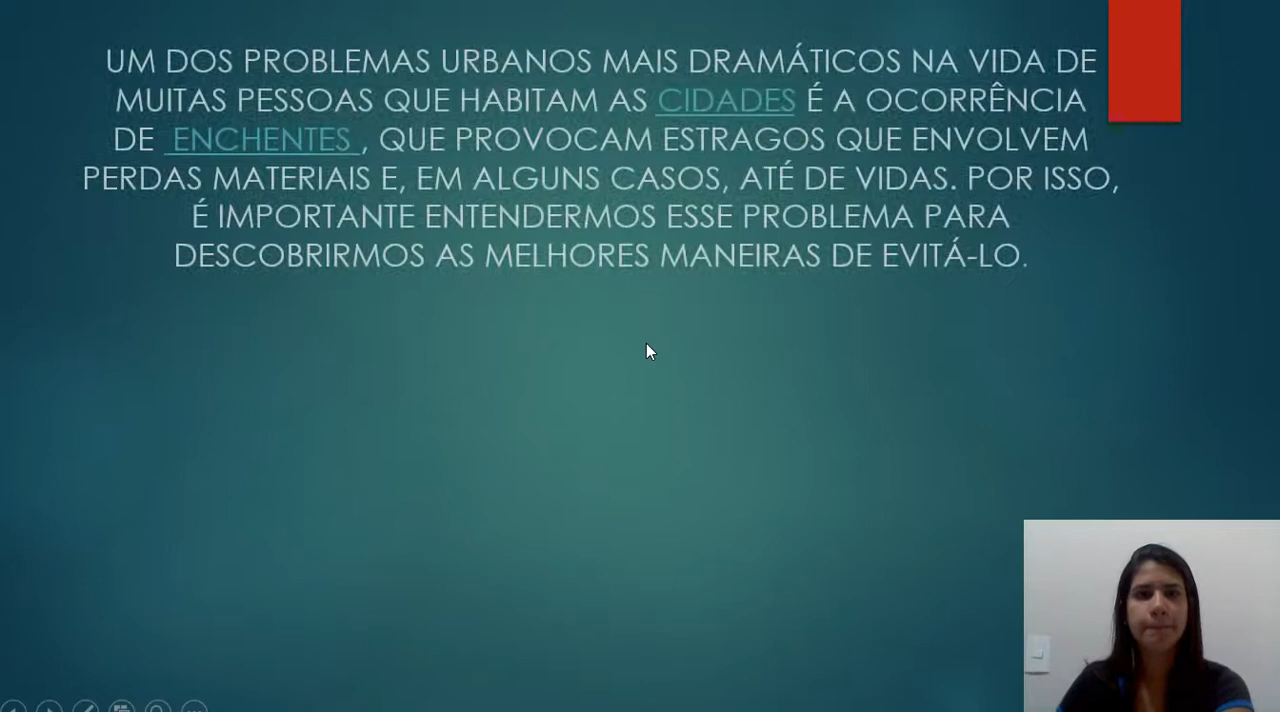 UM DOS PROBLEMAS URBANOS MAIS DRAMÁTICOS NA VIDA DE
MUITAS PESSOAS QUE HABITAM AS CIDADES É A OCORRÊNCIA
DE ENCHENTES , QUE PROVOCAM ESTRAGOS QUE ENVOLVEM
PERDAS MATERIAIS E, EM ALGUNS CASOS, ATÉ DE VIDAS. POR ISSO,
É IMPORTANTE ENTENDERMOS ESSE PROBLEMA PARA
DESCOBRIRMOS AS MELHORES MANEIRAS DE EVITÁ-LO.